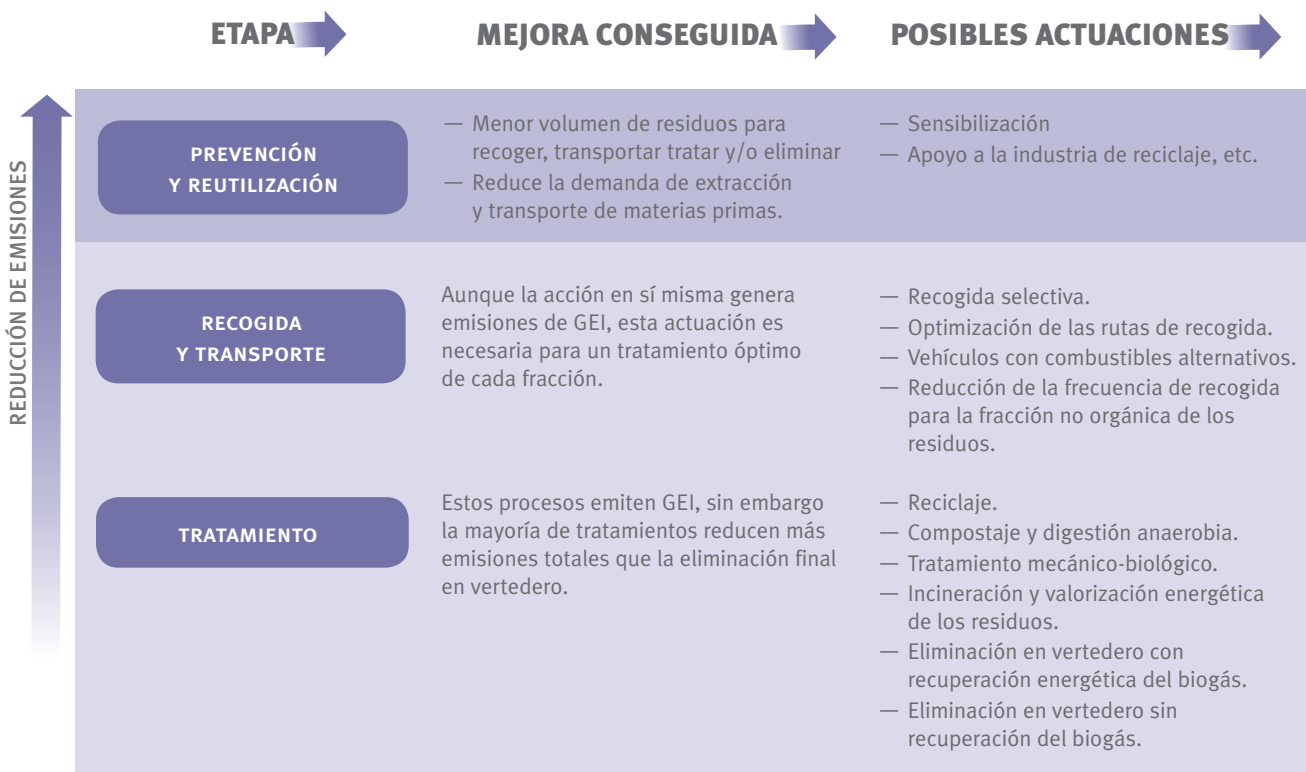 ETAPA
MEJORA CONSEGUIDA
POSIBLES ACTUACIONES
REDUCCIÓN DE EMISIONES
PREVENCIÓN
Y REUTILIZACIÓN
— Menor volumen de residuos para
recoger, transportar tratar y/o eliminar
— Reduce la demanda de extracción
y transporte de materias primas.
— Sensibilización
— Apoyo a la industria de reciclaje, etc.
RECOGIDA
Y TRANSPORTE
Aunque la acción en sí misma genera
emisiones de GEI, esta actuación es
necesaria para un tratamiento óptimo
de cada fracción.
— Recogida selectiva.
— Optimización de las rutas de recogida.
— Vehículos con combustibles alternativos.
— Reducción de la frecuencia de recogida
para la fracción no orgánica de los
residuos.
TRATAMIENTO
Estos procesos emiten GEI, sin embargo
la mayoría de tratamientos reducen más
emisiones totales que la eliminación final
en vertedero.
— Reciclaje.
— Compostaje y digestión anaerobia.
— Tratamiento mecánico-biológico.
— Incineración y valorización energética
de los residuos.
— Eliminación en vertedero con
recuperación energética del biogás.
— Eliminación en vertedero sin
recuperación del biogás.